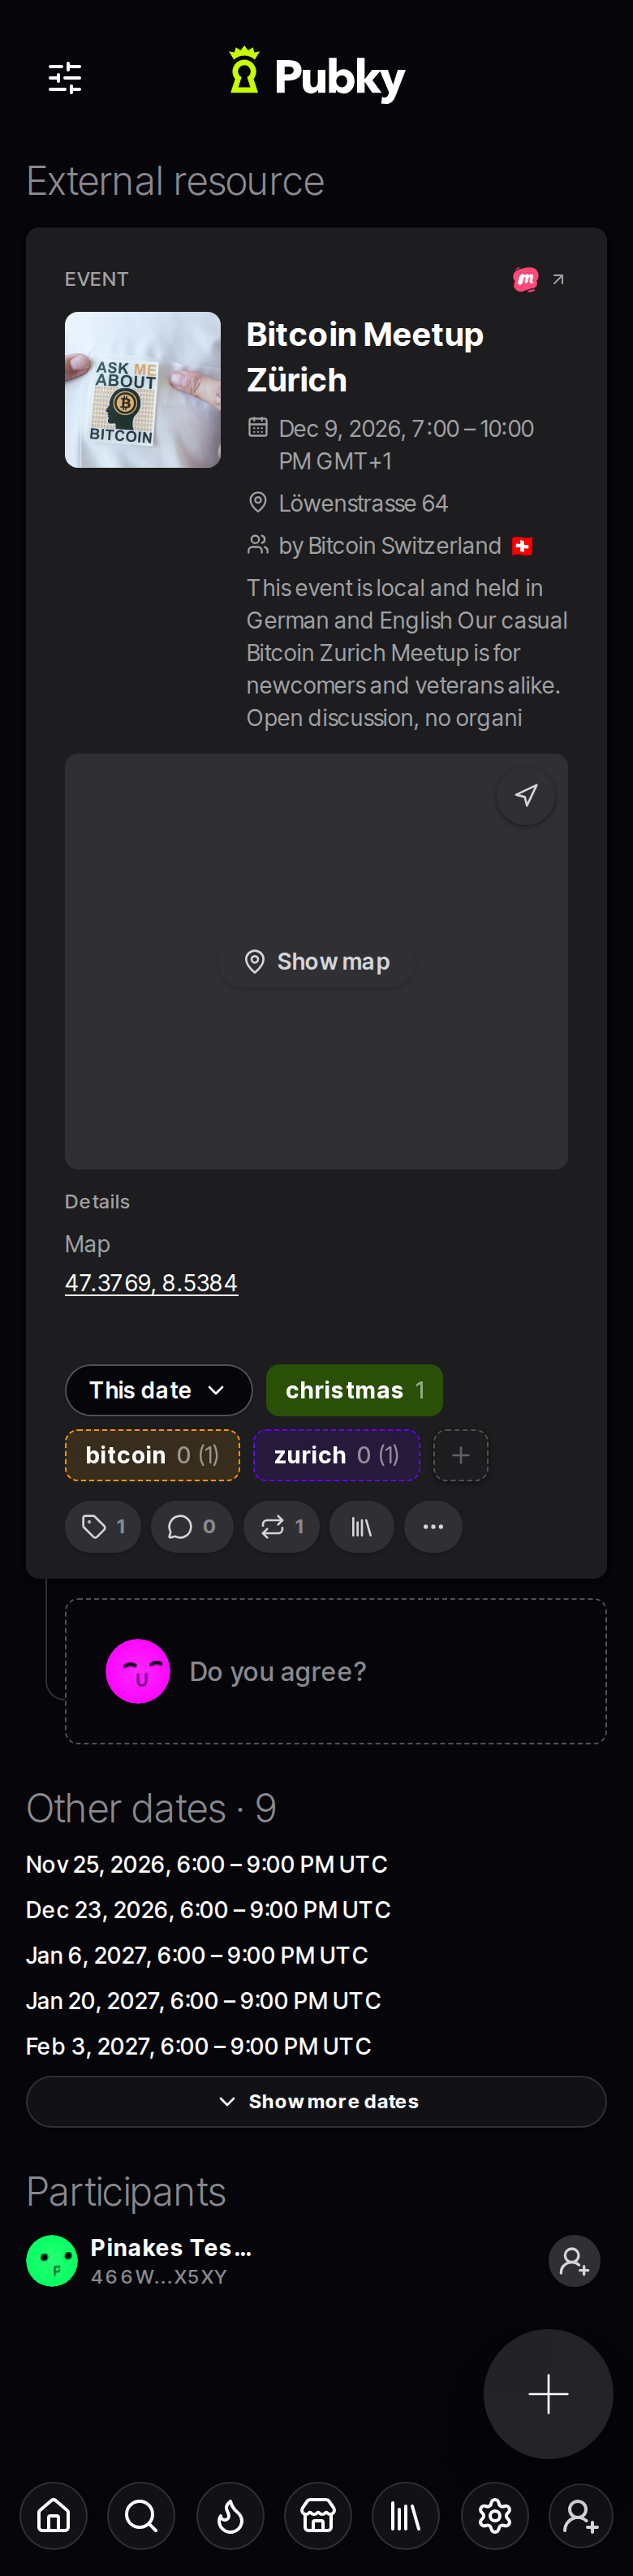 Pubky
External resource
EVENT
ASK ME
ABOUT
BITCOIN
Bitcoin Meetup
Zürich
Dec 9, 2026, 7:00 – 10:00
PM GMT+1
Löwenstrasse 64
by Bitcoin Switzerland 🇨🇭
This event is local and held in
German and English Our casual
Bitcoin Zurich Meetup is for
newcomers and veterans alike.
Open discussion, no organi
Show map
Details
Map
47.3769, 8.5384
This date
christmas 1
bitcoin 0 (1) zurich 0 (1)
1 0 1
Do you agree?
Other dates · 9
Nov 25, 2026, 6:00 – 9:00 PM UTC
Dec 23, 2026, 6:00 – 9:00 PM UTC
Jan 6, 2027, 6:00 – 9:00 PM UTC
Jan 20, 2027, 6:00 – 9:00 PM UTC
Feb 3, 2027, 6:00 – 9:00 PM UTC
Show more dates
Participants
Pinakes Tes...
466W...X5XY